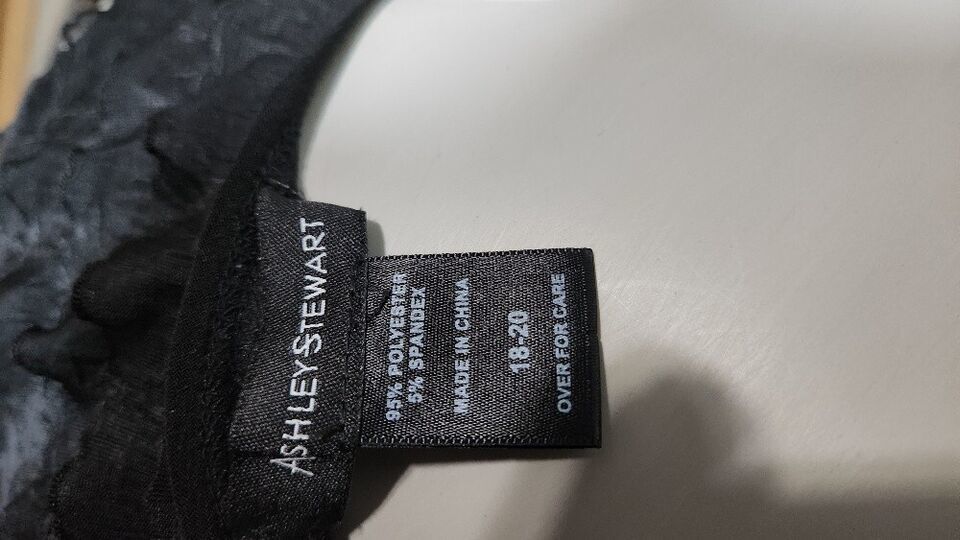 ASHLEY STEWART
95% POLYESTER
5% SPANDEX
MADE IN CHINA
18-20
OVER FOR CARE